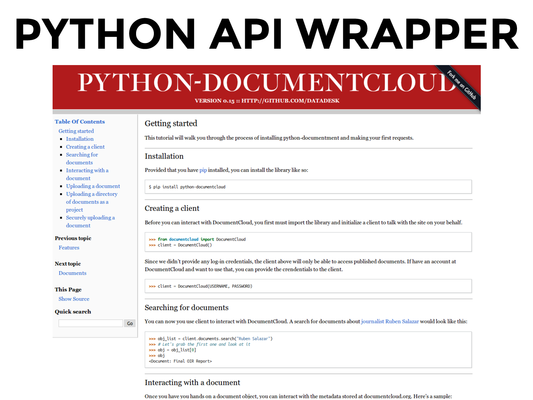 PYTHON API WRAPPER
PYTHON-DOCUMENTCLOUD
VERSION 0.15 :: HTTP://GITHUB.COM/DATADESK
Fork me on GitHub
Table Of Contents
Getting started
Installation
Creating a client
Searching for
documents
Interacting with a
document
Uploading a document
Uploading a directory
of documents as a
project
Securely uploading a
document
Previous topic
Features
Next topic
Documents
This Page
Show Source
Quick search
Go
Getting started
This tutorial will walk you through the process of installing python-documentment and making your first requests.
Installation
Provided that you have pip installed, you can install the library like so:
$ pip install python-documentcloud
Creating a client
Before you can interact with DocumentCloud, you first must import the library and initialize a client to talk with the site on your behalf.
>>> from documentcloud import DocumentCloud
>>> client = DocumentCloud()
Since we didn't provide any log-in credentials, the client above will only be able to access published documents. If have an account at
DocumentCloud and want to use that, you can provide the crendentials to the client.
>>> client = DocumentCloud(USERNAME, PASSWORD)
Searching for documents
You can now you use client to interact with DocumentCloud. A search for documents about journalist Ruben Salazar would look like this:
>>> obj_list = client.documents.search("Ruben Salazar")
>>> # Let's grab the first one and look at it
>>> obj = obj_list[0]
>>> obj
<Document: Final OIR Report>
Interacting with a document
Once you have you hands on a document object, you can interact with the metadata stored at documentcloud.org. Here's a sample: